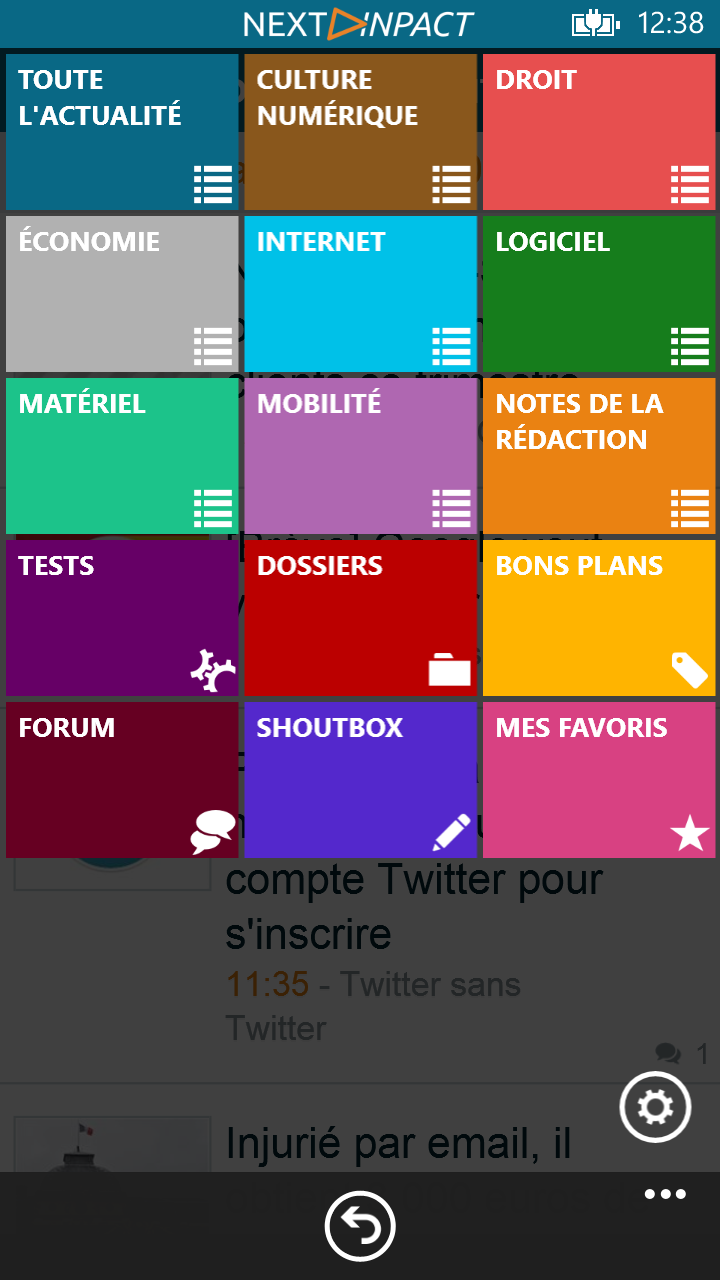 NEXT INPACT 12:38
TOUTE
L'ACTUALITÉ
CULTURE
NUMÉRIQUE
DROIT
ÉCONOMIE
INTERNET
LOGICIEL
MATÉRIEL
MOBILITÉ
NOTES DE LA
RÉDACTION
TESTS
DOSSIERS
BONS PLANS
FORUM
SHOUTBOX
MES FAVORIS
compte Twitter pour
s'inscrire
11:35 - Twitter sans
Twitter
1
Injurié par email, il